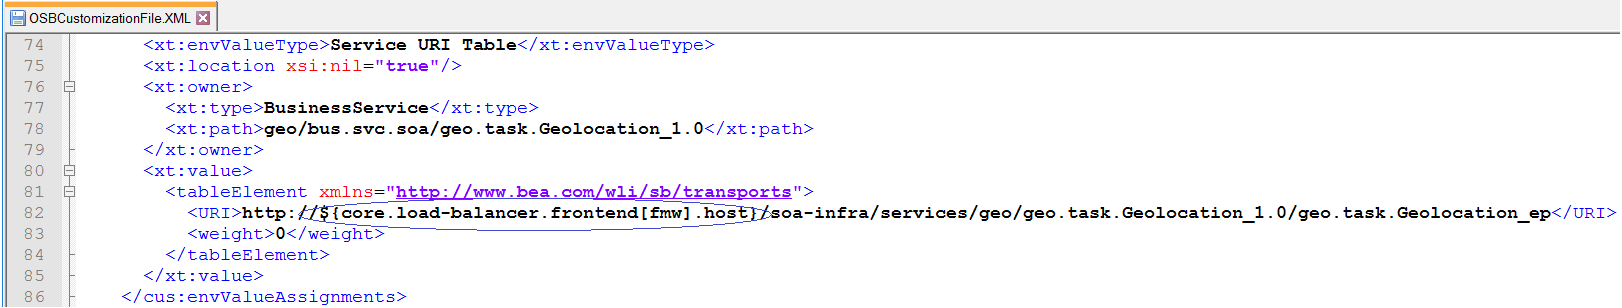 OSBCustomizationFile.XML
74 <xt:envValueType>Service URI Table</xt:envValueType>
75 <xt:location xsi:nil="true"/>
76 <xt:owner>
77 <xt:type>BusinessService</xt:type>
78 <xt:path>geo/bus.svc.soa/geo.task.Geolocation_1.0</xt:path>
79 </xt:owner>
80 <xt:value>
81 <tableElement xmlns="http://www.bea.com/wli/sb/transports">
82 <URI>http://${core.load-balancer.frontend[fmw].host}/soa-infra/services/geo/geo.task.Geolocation_1.0/geo.task.Geolocation_ep</URI>
83 <weight>0</weight>
84 </tableElement>
85 </xt:value>
86 </cus:envValueAssignments>